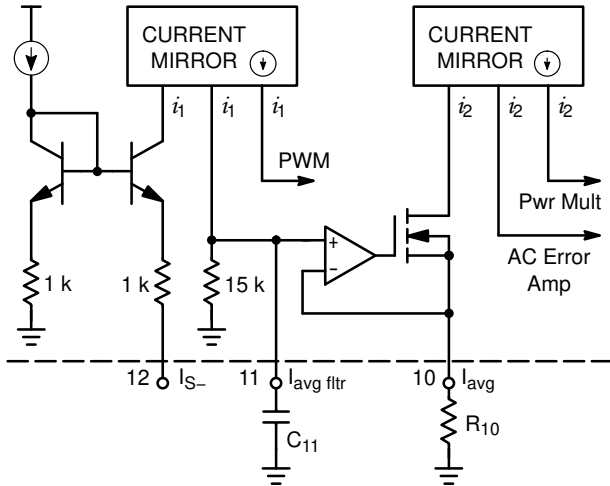 CURRENT
MIRROR
CURRENT
MIRROR
i1
i1
i1
i2
i2
i2
PWM
Pwr Mult
AC Error
Amp
+
–
1 k
1 k
15 k
12
IS–
11
Iavg fltr
10
Iavg
C11
R10